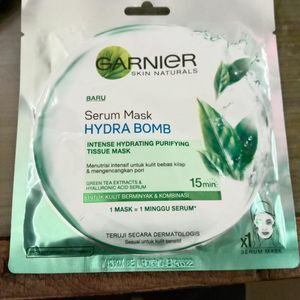 GARNIER
SKIN NATURALS
BARU
Serum Mask
HYDRA BOMB
INTENSE HYDRATING PURIFYING
TISSUE MASK
Menutrisi intensif untuk kulit bebas kilap
& mengencangkan pori
GREEN TEA EXTRACTS &
HYALURONIC ACID SERUM
15min
UNTUK KULIT BERMINYAK & KOMBINASI
1 MASK = 1 MINGGU SERUM*
TERUJI SECARA DERMATOLOGIS
Sesuai untuk kulit sensitif
x1
SERUM MASK